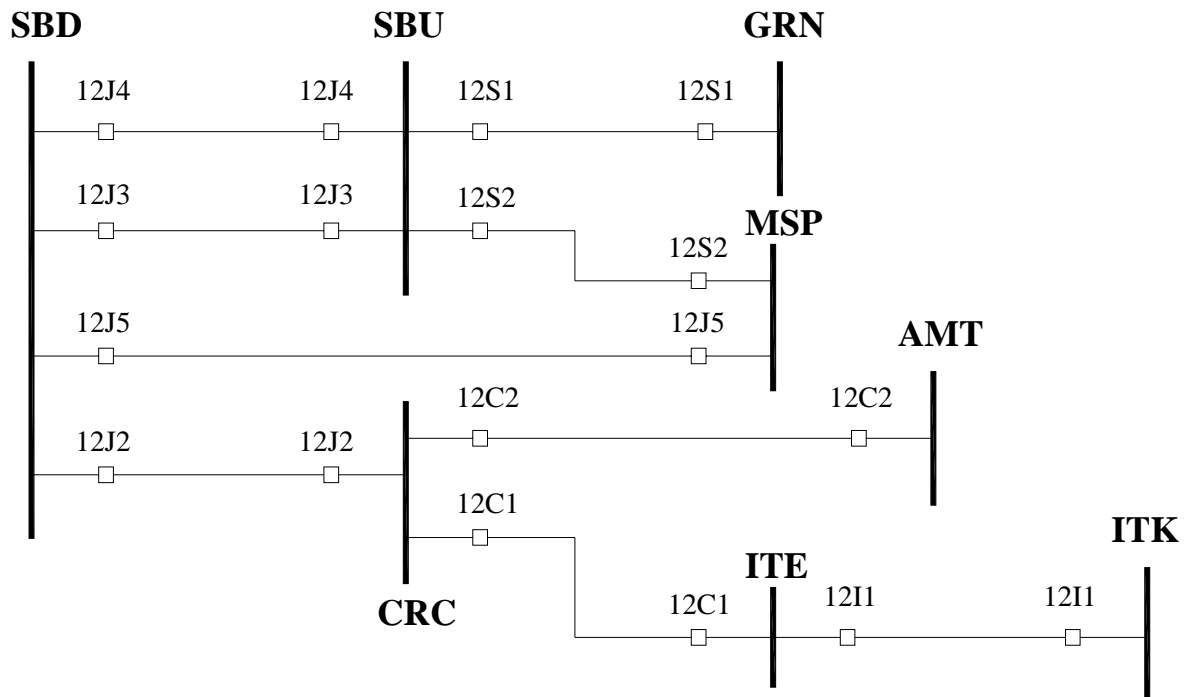 SBD SBU GRN
12J4 12J4 12S1 12S1
12J3 12J3 12S2
MSP
12S2
12J5 12J5
AMT
12C2 12C2
12J2 12J2
12C1
ITK
ITE
CRC 12C1 12I1 12I1